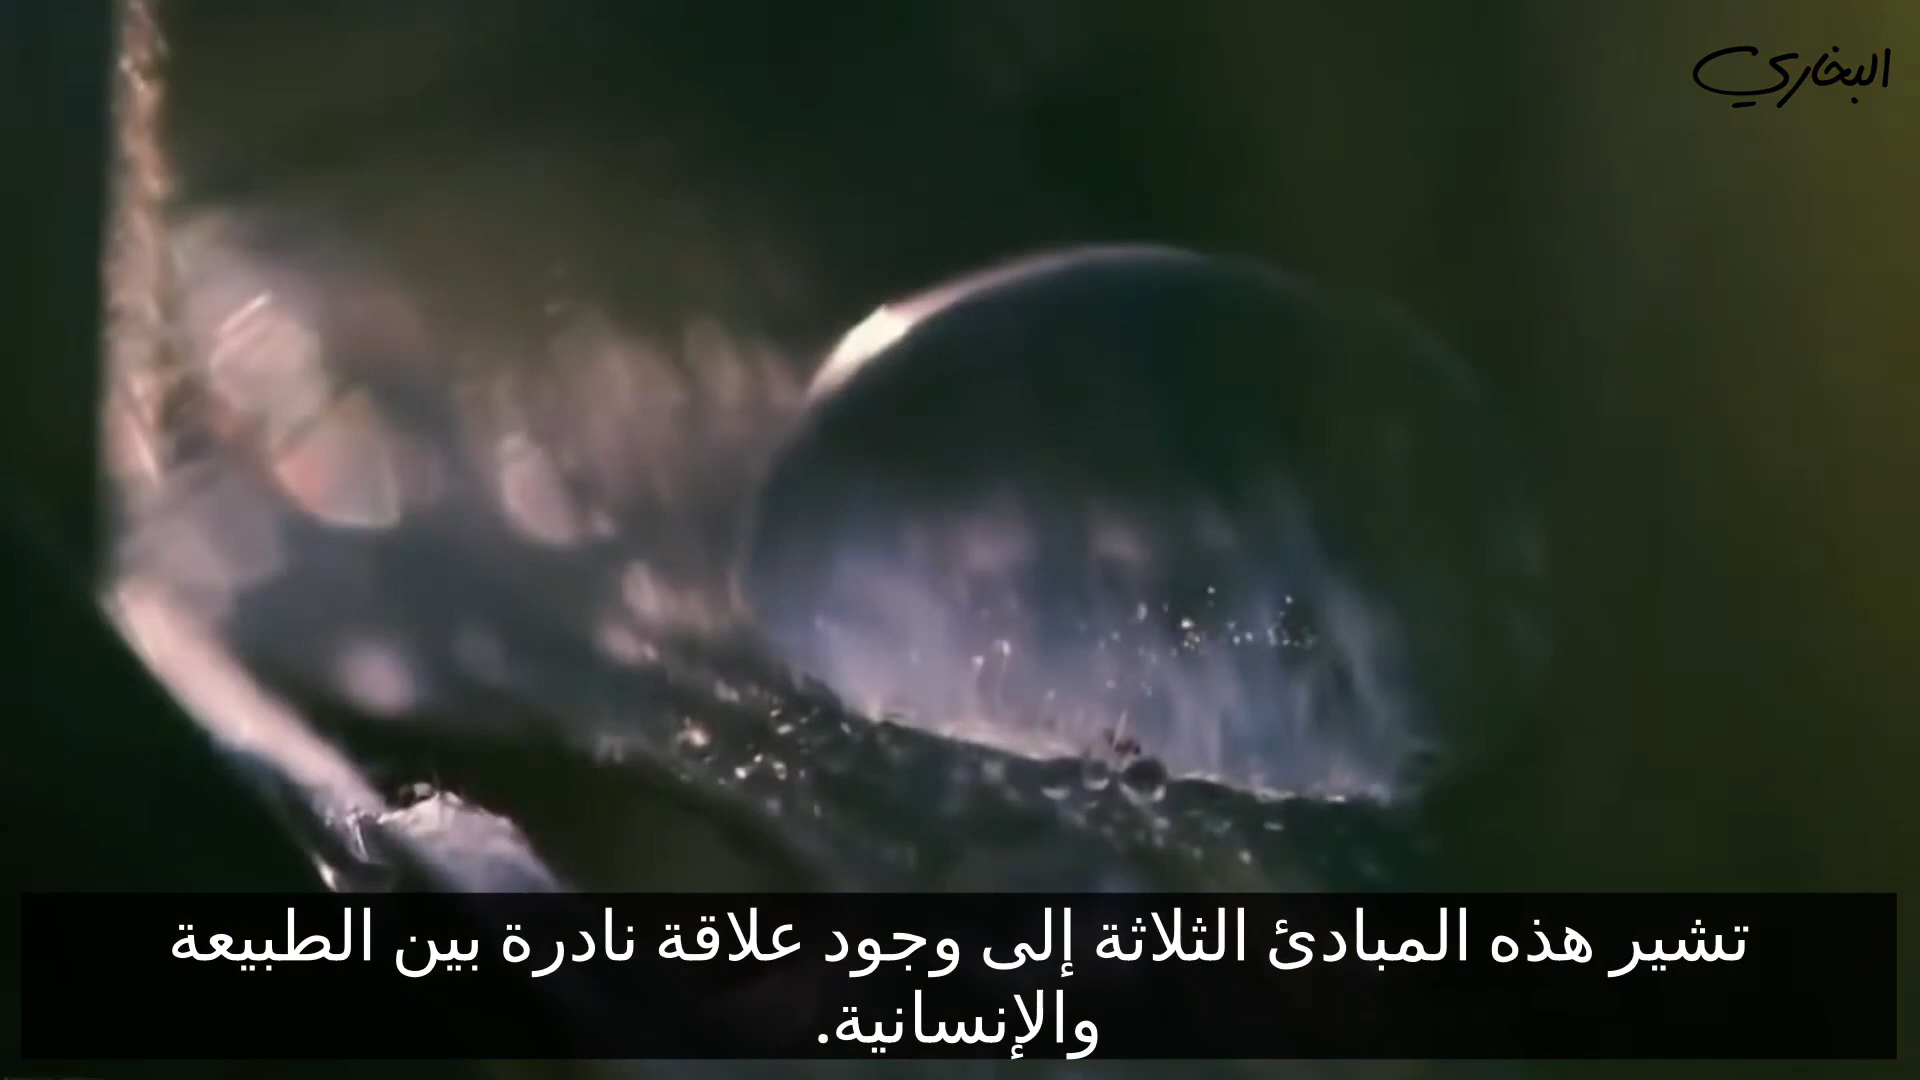 البخاري
تشير هذه المبادئ الثلاثة إلى وجود علاقة نادرة بين الطبيعة
والإنسانية.